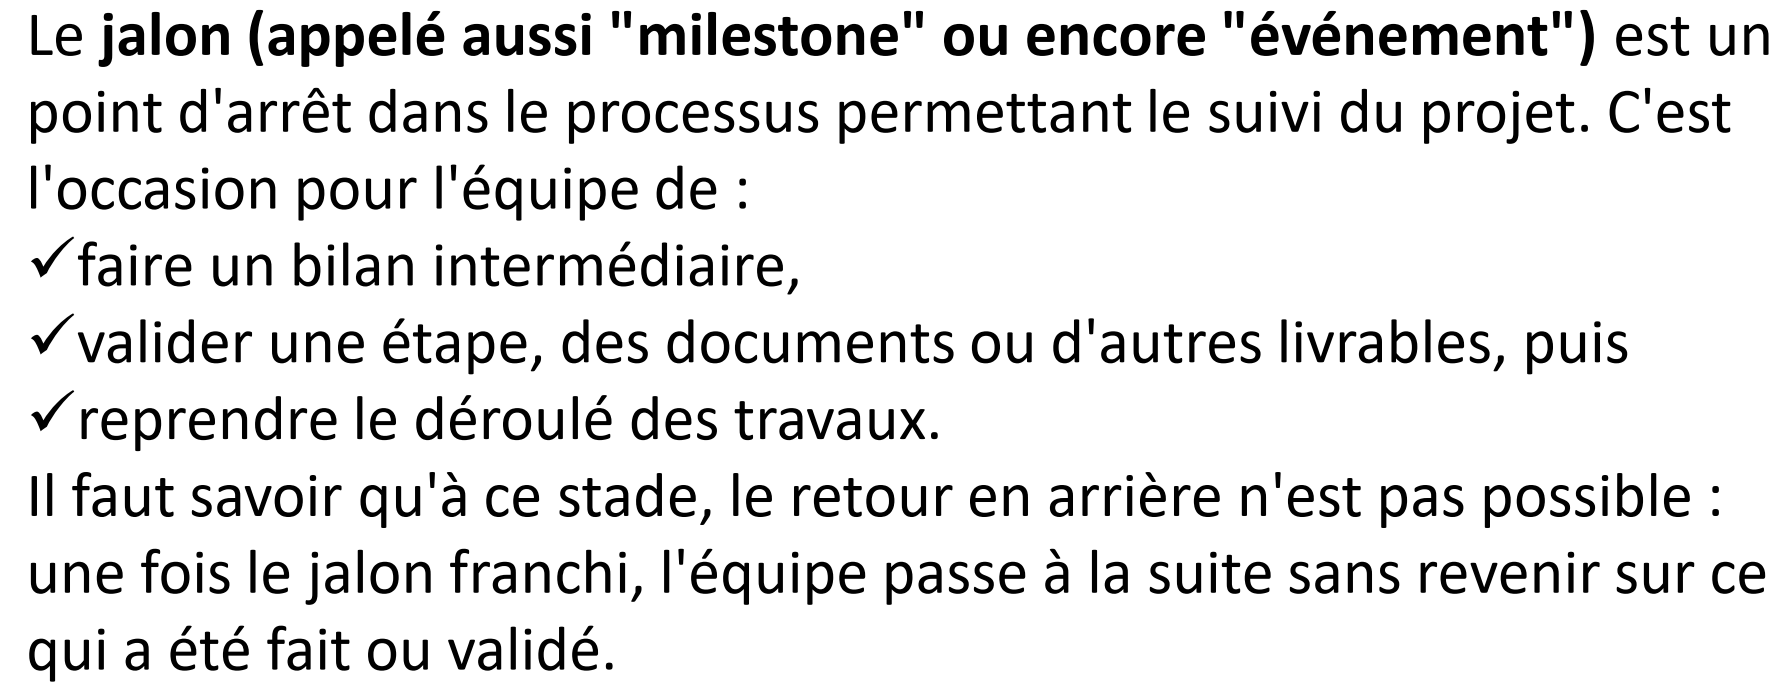 Le jalon (appelé aussi "milestone" ou encore "événement") est un
point d'arrêt dans le processus permettant le suivi du projet. C'est
l'occasion pour l'équipe de :
✓faire un bilan intermédiaire,
✓valider une étape, des documents ou d'autres livrables, puis
✓reprendre le déroulé des travaux.
Il faut savoir qu'à ce stade, le retour en arrière n'est pas possible :
une fois le jalon franchi, l'équipe passe à la suite sans revenir sur ce
qui a été fait ou validé.